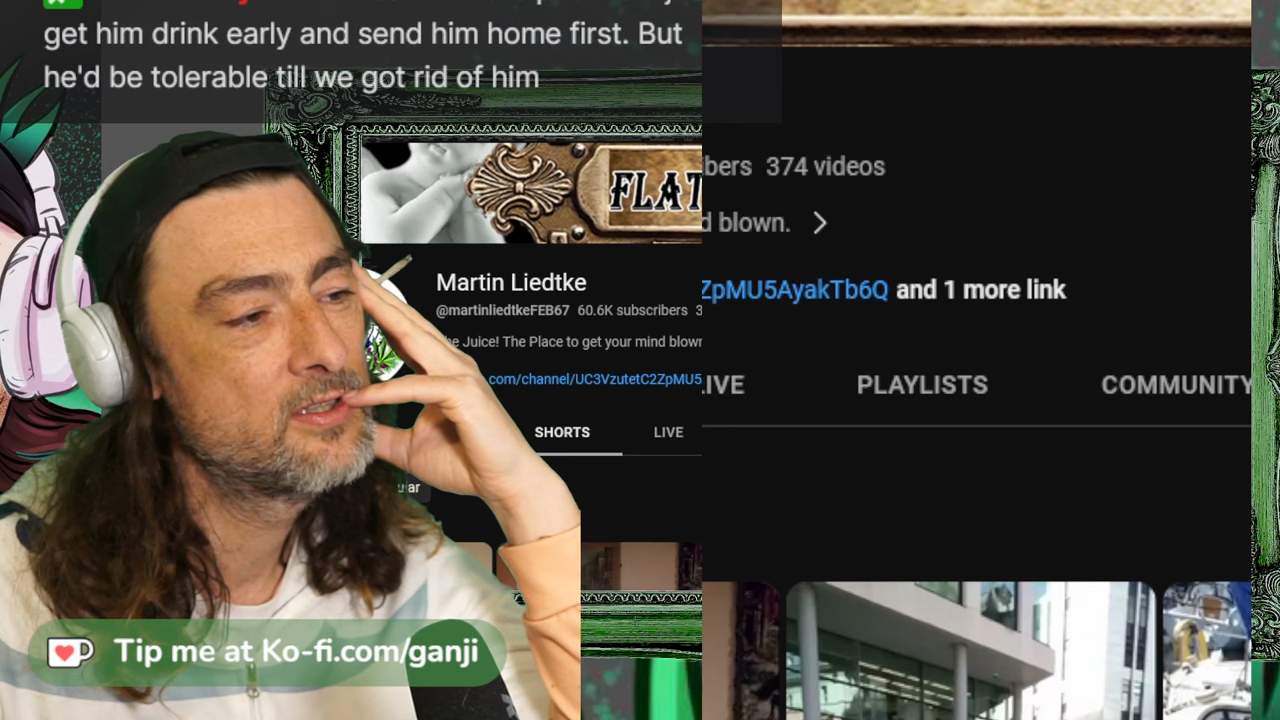 get him drink early and send him home first. But
he'd be tolerable till we got rid of him
FLAT
Martin Liedtke
@martinliedtkeFEB67 60.6K subscribers 3
he Juice! The Place to get your mind blown
com/channel/UC3VzutetC2ZpMU5
SHORTS LIVE
ular
bers 374 videos
d blown.
ZpMU5AyakTb6Q and 1 more link
LIVE PLAYLISTS COMMUNITY
Tip me at Ko-fi.com/ganji